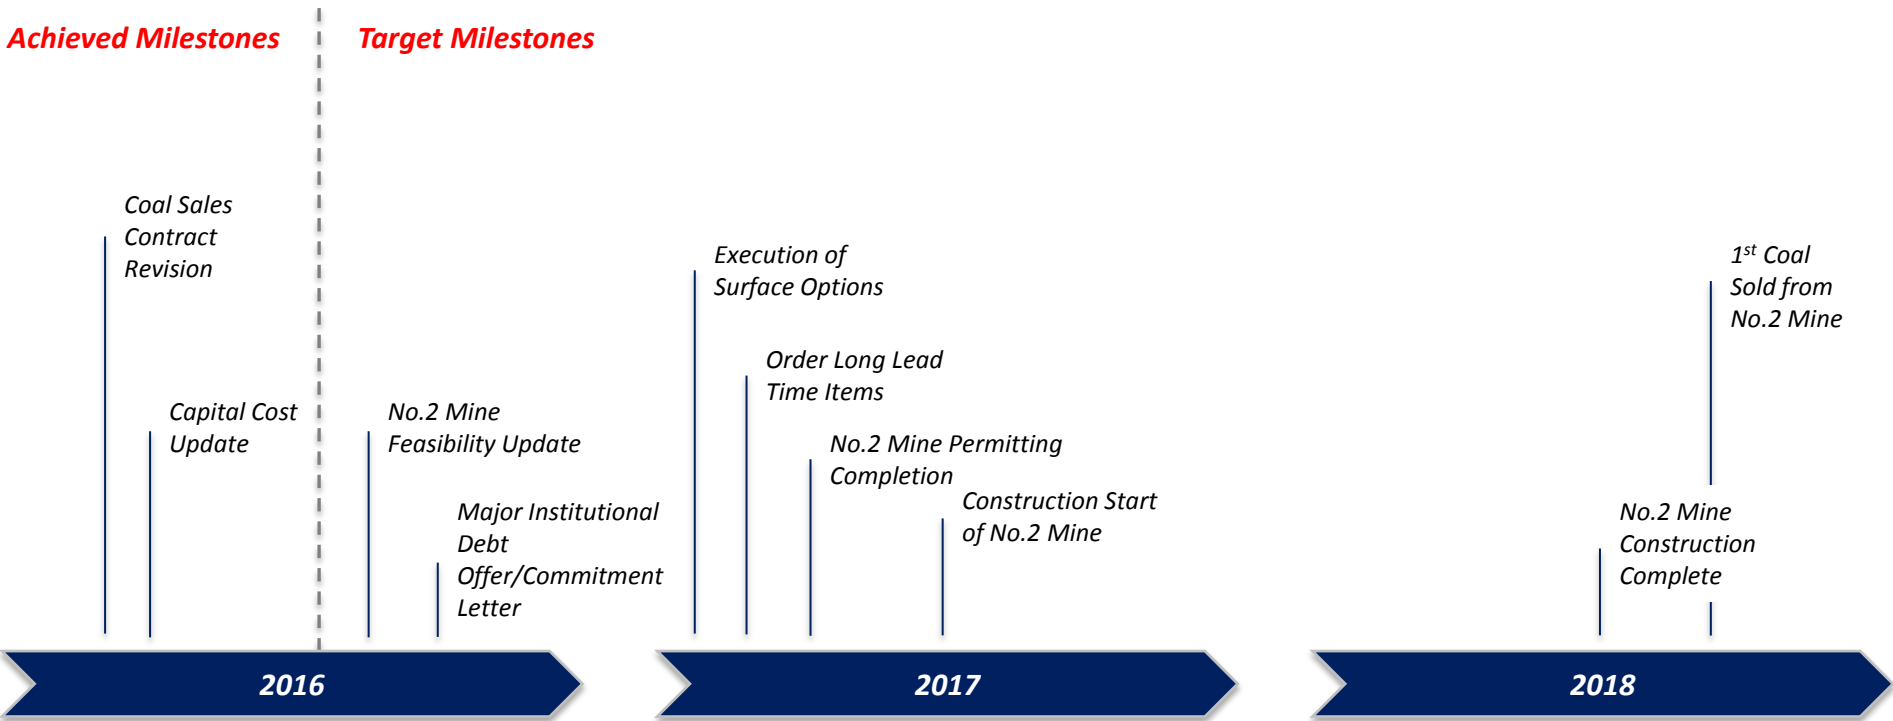 Achieved Milestones
Target Milestones
Coal Sales
Contract
Revision
Capital Cost
Update
No.2 Mine
Feasibility Update
Major Institutional
Debt
Offer/Commitment
Letter
Execution of
Surface Options
Order Long Lead
Time Items
No.2 Mine Permitting
Completion
Construction Start
of No.2 Mine
No.2 Mine
Construction
Complete
1st Coal
Sold from
No.2 Mine
2016
2017
2018